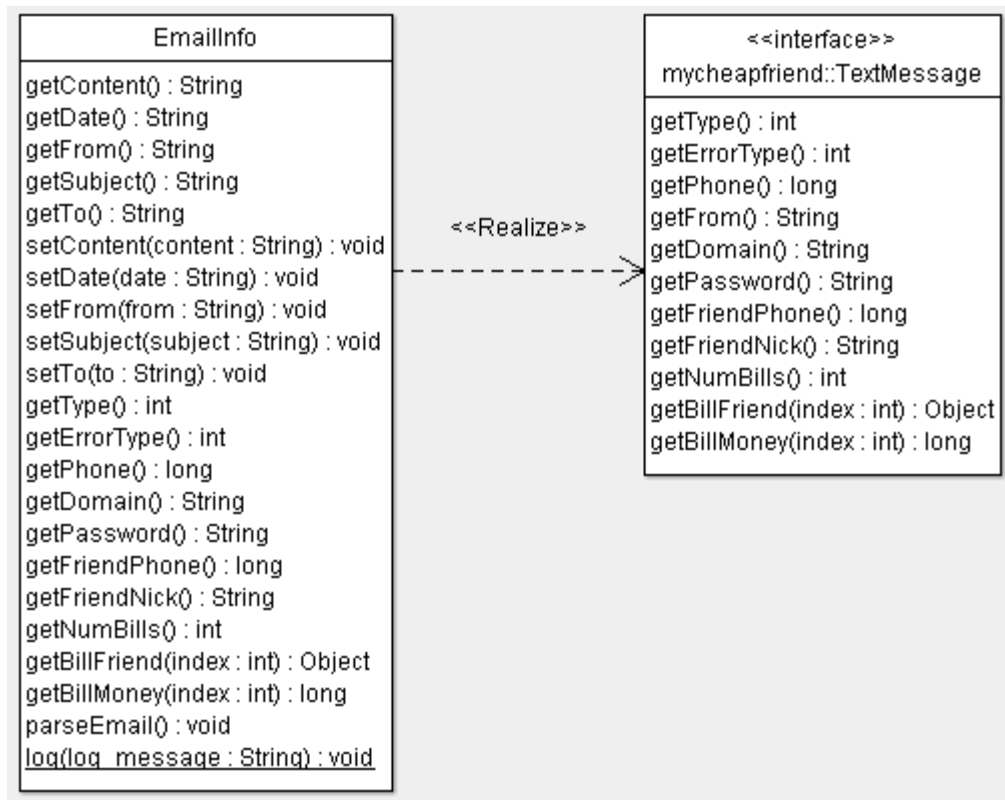 EmailInfo
getContent() : String
getDate() : String
getFrom() : String
getSubject() : String
getTo() : String
setContent(content : String) : void
setDate(date : String) : void
setFrom(from : String) : void
setSubject(subject : String) : void
setTo(to : String) : void
getType() : int
getErrorType() : int
getPhone() : long
getDomain() : String
getPassword() : String
getFriendPhone() : long
getFriendNick() : String
getNumBills() : int
getBillFriend(index : int) : Object
getBillMoney(index : int) : long
parseEmail() : void
log(log_message : String) : void
<<Realize>>
<<interface>>
mycheapfriend::TextMessage
getType() : int
getErrorType() : int
getPhone() : long
getFrom() : String
getDomain() : String
getPassword() : String
getFriendPhone() : long
getFriendNick() : String
getNumBills() : int
getBillFriend(index : int) : Object
getBillMoney(index : int) : long